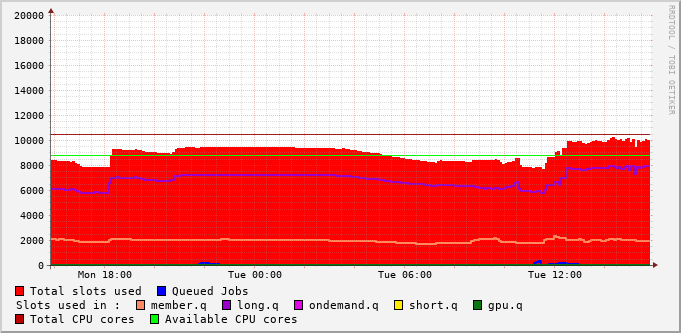 20000
18000
16000
14000
12000
10000
8000
6000
4000
2000
0
Mon 18:00 Tue 00:00 Tue 06:00 Tue 12:00
RRDTOOL / TOBI OETIKER
Total slots used Queued Jobs
Slots used in : member.q long.q ondemand.q short.q gpu.q
Total CPU cores Available CPU cores